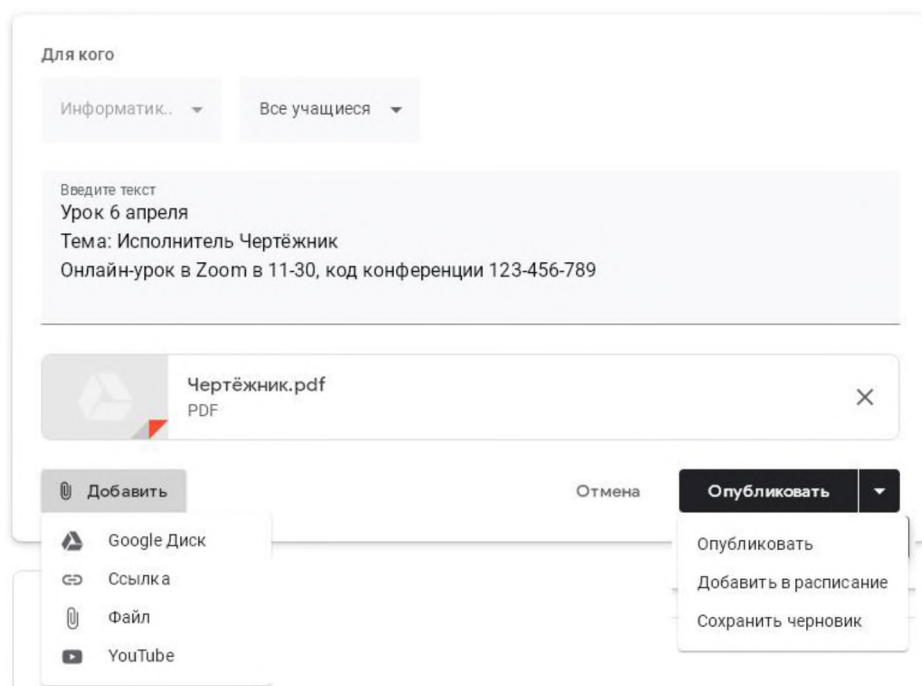 Для кого
Информатик..
Все учащиеся
Введите текст
Урок 6 апреля
Тема: Исполнитель Чертёжник
Онлайн-урок в Zoom в 11-30, код конференции 123-456-789
Чертёжник.pdf
PDF
Добавить
Отмена
Опубликовать
Google Диск
Ссылка
Файл
YouTube
Опубликовать
Добавить в расписание
Сохранить черновик